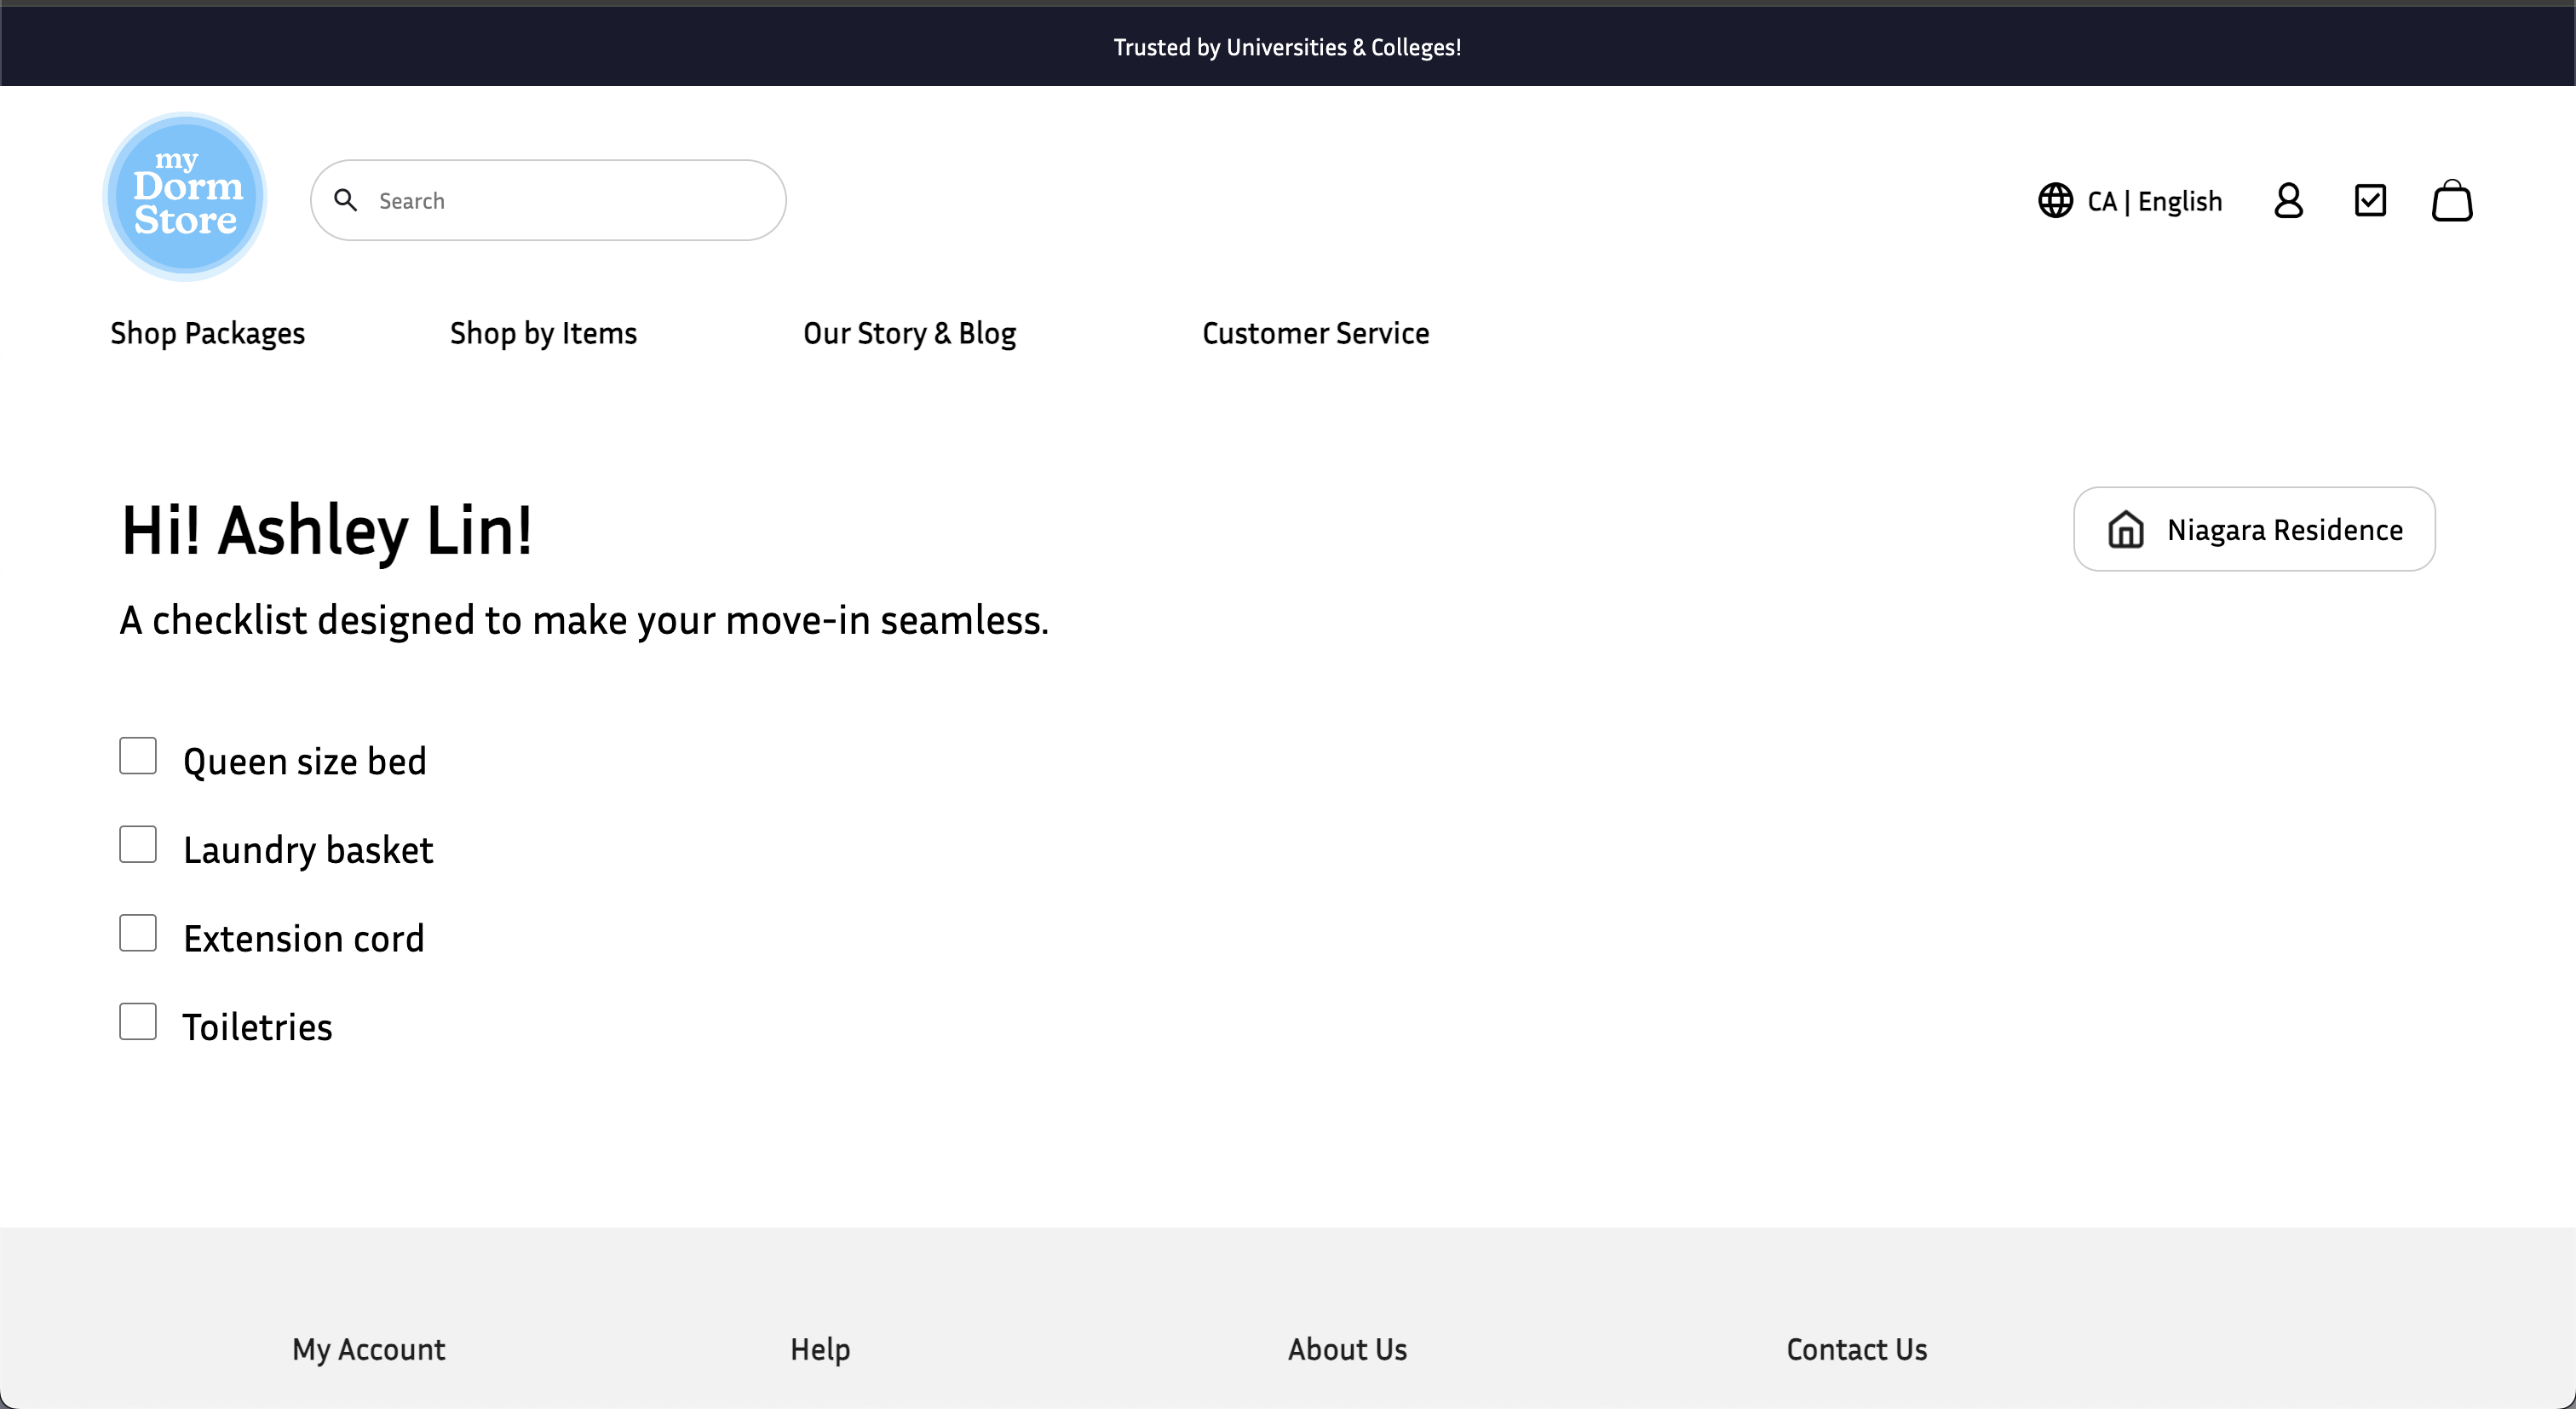 Trusted by Universities & Colleges!
my
Dorm
Store
Search
CA | English
Shop Packages
Shop by Items
Our Story & Blog
Customer Service
Hi! Ashley Lin!
Niagara Residence
A checklist designed to make your move-in seamless.
Queen size bed
Laundry basket
Extension cord
Toiletries
My Account
Help
About Us
Contact Us